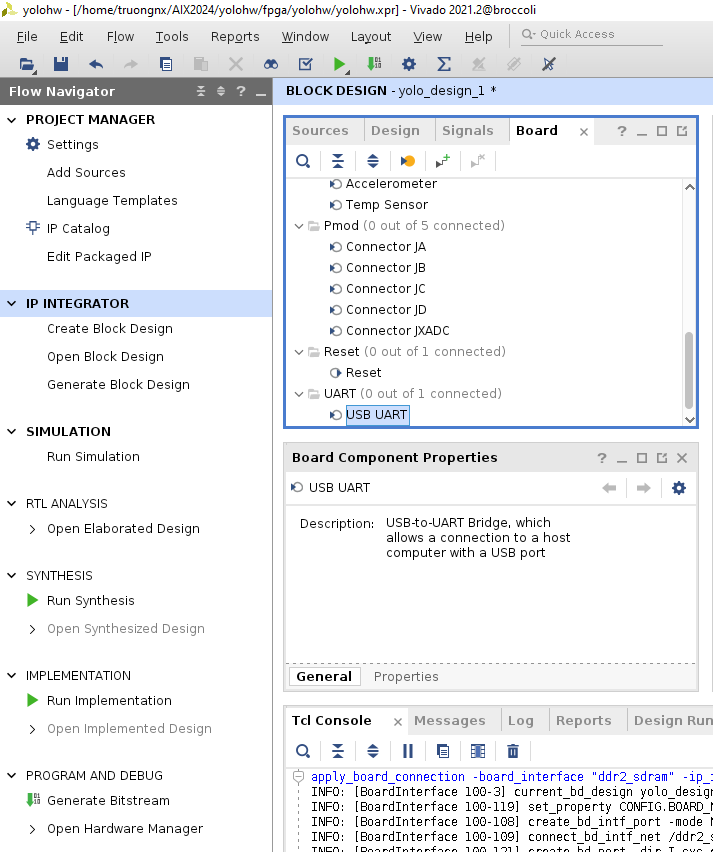 yolohw - [/home/truongnx/AIX2024/yolohw/fpga/yolohw/yolohw.xpr] - Vivado 2021.2@broccoli
File Edit Flow Tools Reports Window Layout View Help Quick Access
Flow Navigator
PROJECT MANAGER
Settings
Add Sources
Language Templates
IP Catalog
Edit Packaged IP
IP INTEGRATOR
Create Block Design
Open Block Design
Generate Block Design
SIMULATION
Run Simulation
RTL ANALYSIS
Open Elaborated Design
SYNTHESIS
Run Synthesis
Open Synthesized Design
IMPLEMENTATION
Run Implementation
Open Implemented Design
PROGRAM AND DEBUG
Generate Bitstream
Open Hardware Manager
BLOCK DESIGN - yolo_design_1 *
Sources Design Signals Board
Accelerometer
Temp Sensor
Pmod (0 out of 5 connected)
Connector JA
Connector JB
Connector JC
Connector JD
Connector JXADC
Reset (0 out of 1 connected)
Reset
UART (0 out of 1 connected)
USB UART
Board Component Properties
USB UART
Description: USB-to-UART Bridge, which
allows a connection to a host
computer with a USB port
General Properties
Tcl Console Messages Log Reports Design Run
apply_board_connection -board_interface "ddr2_sdram" -ip_i
INFO: [BoardInterface 100-3] current_bd_design yolo_design
INFO: [BoardInterface 100-119] set_property CONFIG.BOARD_
INFO: [BoardInterface 100-108] create_bd_intf_port -mode M
INFO: [BoardInterface 100-109] connect_bd_intf_net /ddr2_s
INFO: [BoardInterface 100-121] create_bd_port -dir I sys_c